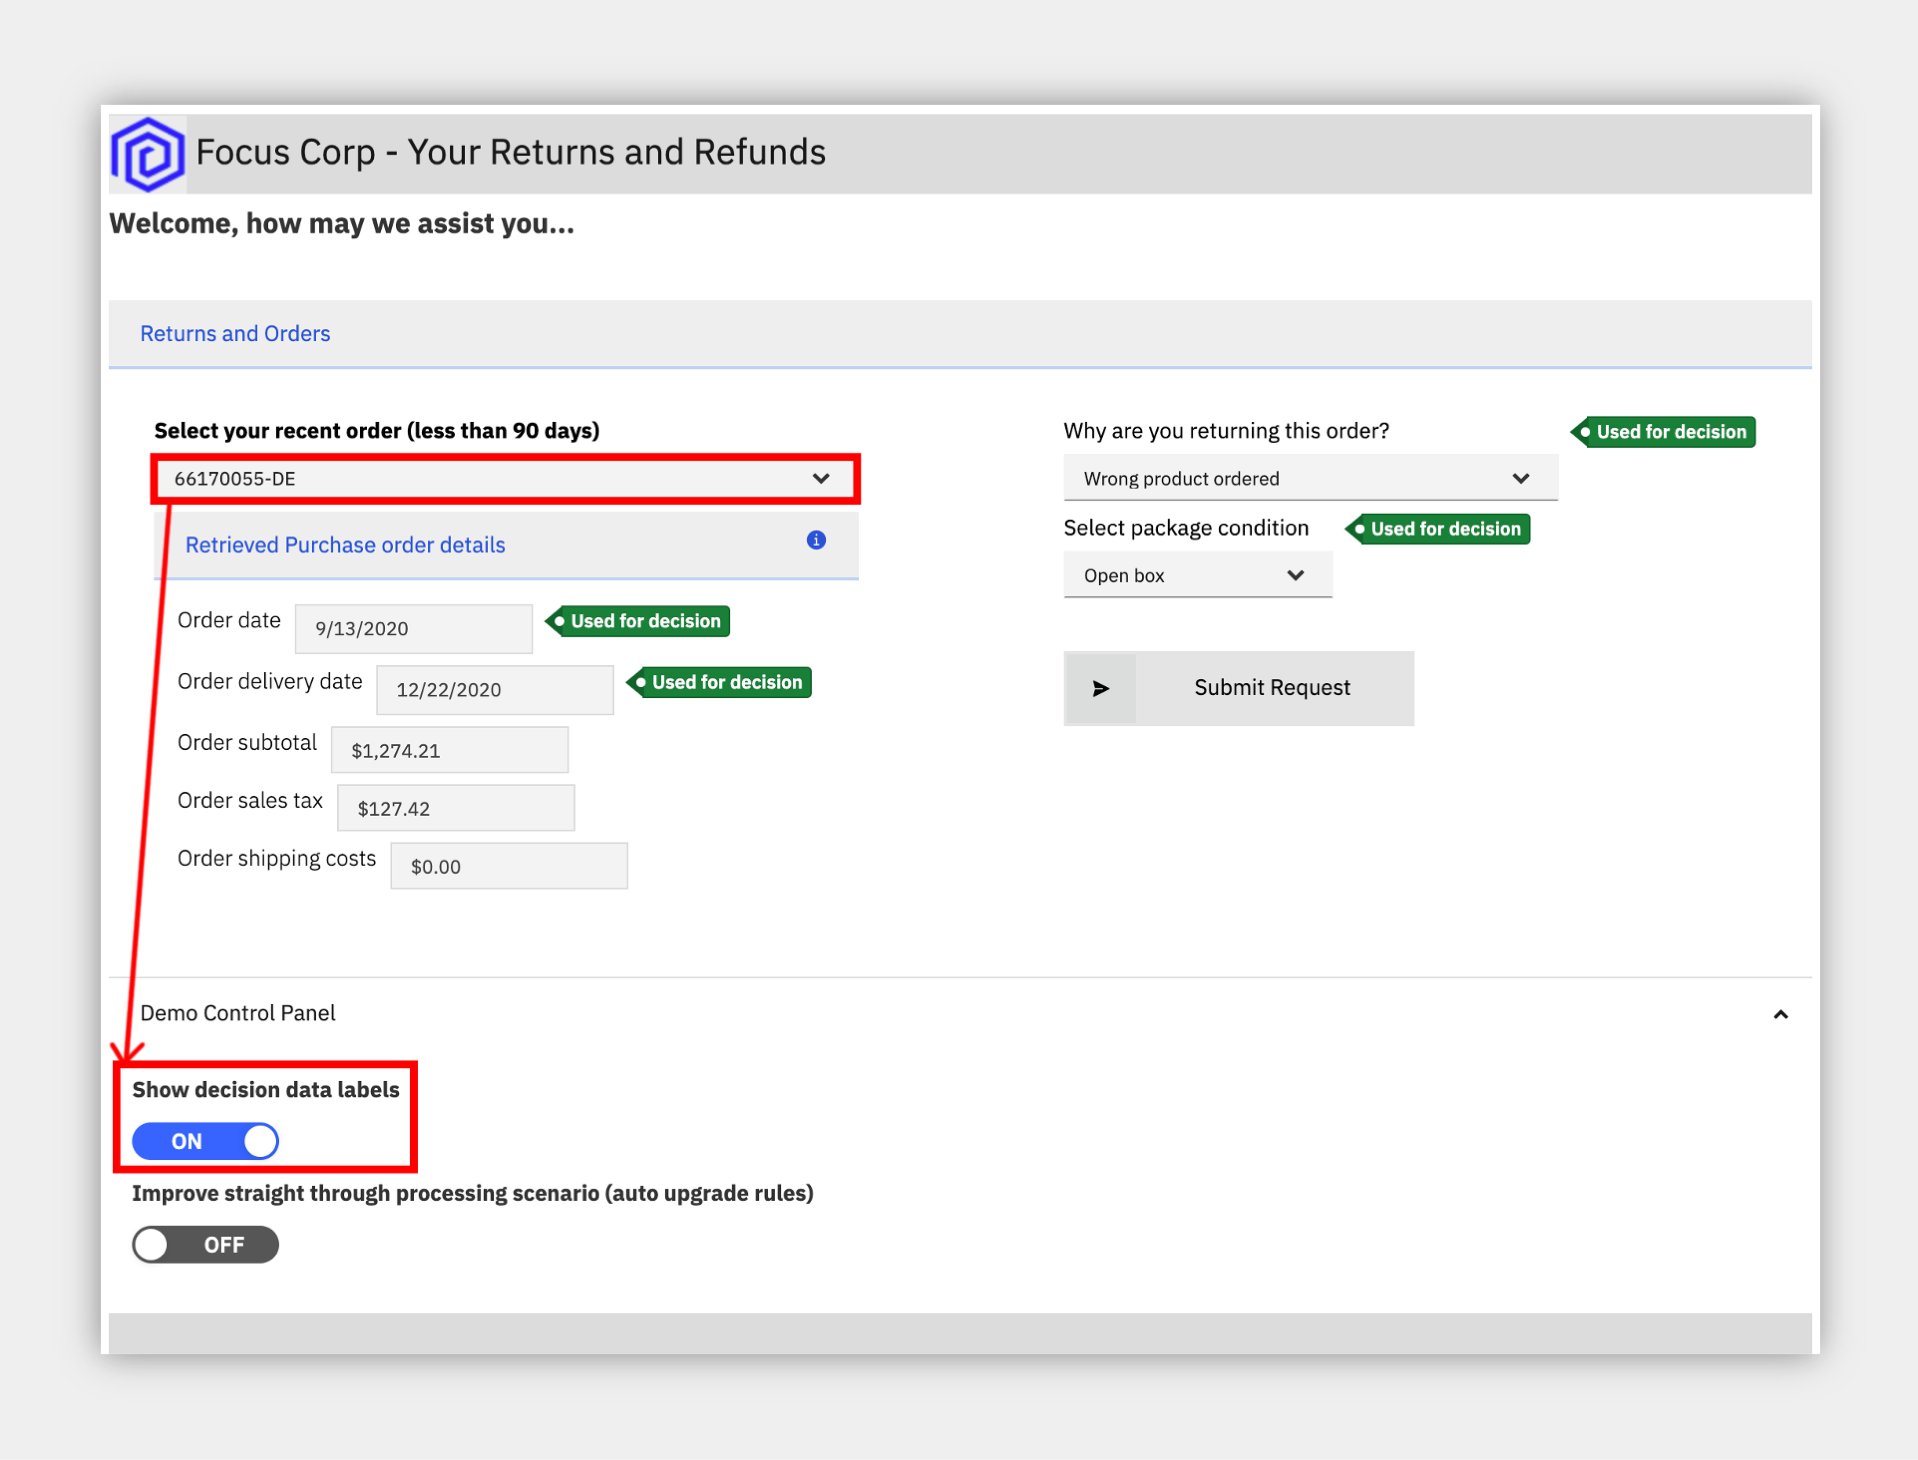 Focus Corp - Your Returns and Refunds
Welcome, how may we assist you...
Returns and Orders
Select your recent order (less than 90 days)
66170055-DE
Retrieved Purchase order details
Order date 9/13/2020 Used for decision
Order delivery date 12/22/2020 Used for decision
Order subtotal $1,274.21
Order sales tax $127.42
Order shipping costs $0.00
Why are you returning this order? Used for decision
Wrong product ordered
Select package condition Used for decision
Open box
Submit Request
Demo Control Panel
Show decision data labels
ON
Improve straight through processing scenario (auto upgrade rules)
OFF